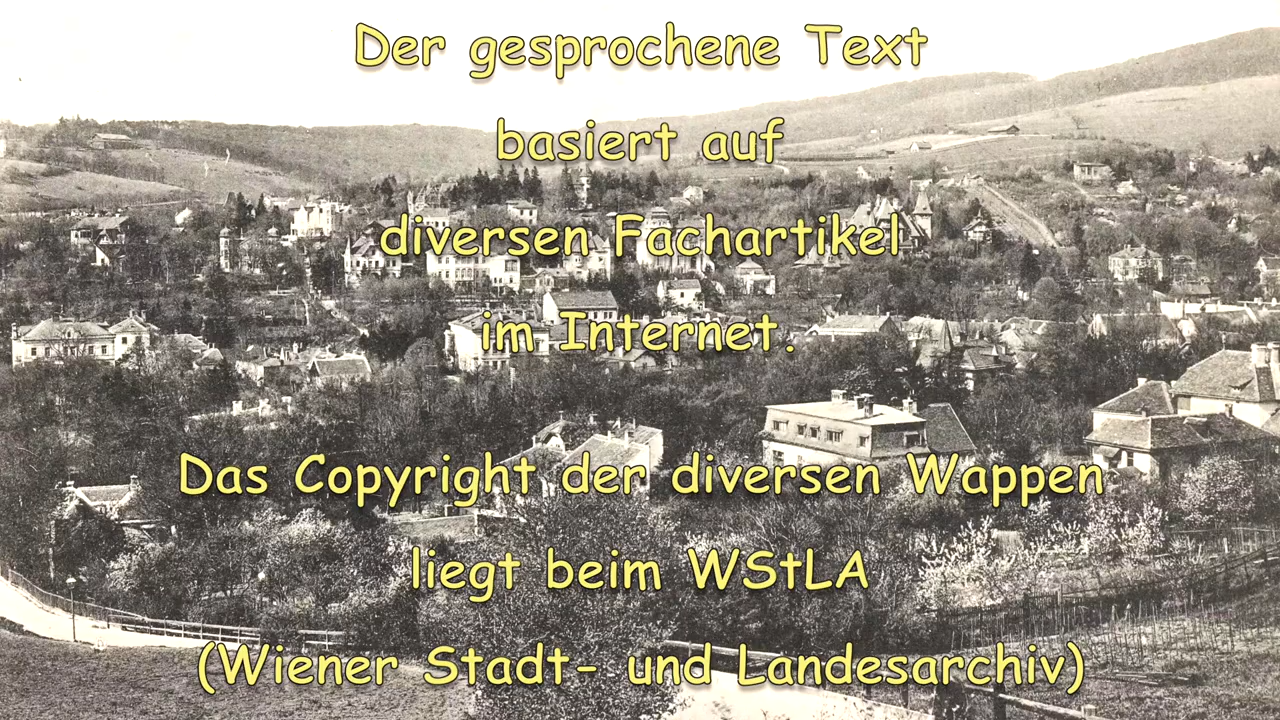 Der gesprochene Text
basiert auf
diversen Fachartikel
im Internet.
Das Copyright der diversen Wappen
liegt beim WStLA
(Wiener Stadt- und Landesarchiv)